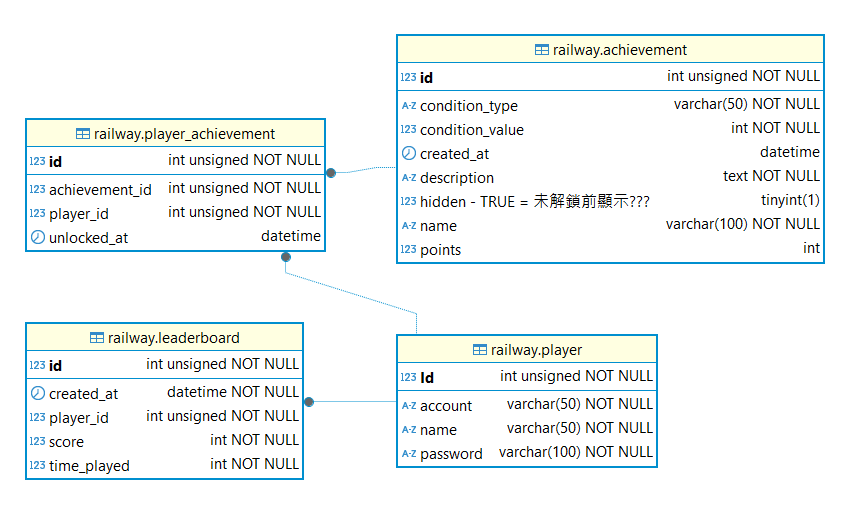 railway.achievement
123 id int unsigned NOT NULL
A-Z condition_type varchar(50) NOT NULL
123 condition_value int NOT NULL
created_at datetime
A-Z description text NOT NULL
123 hidden - TRUE = 未解鎖前顯示??? tinyint(1)
A-Z name varchar(100) NOT NULL
123 points int
railway.player_achievement
123 id int unsigned NOT NULL
123 achievement_id int unsigned NOT NULL
123 player_id int unsigned NOT NULL
unlocked_at datetime
railway.leaderboard
123 id int unsigned NOT NULL
created_at datetime NOT NULL
123 player_id int unsigned NOT NULL
123 score int NOT NULL
123 time_played int NOT NULL
railway.player
123 Id int unsigned NOT NULL
A-Z account varchar(50) NOT NULL
A-Z name varchar(50) NOT NULL
A-Z password varchar(100) NOT NULL